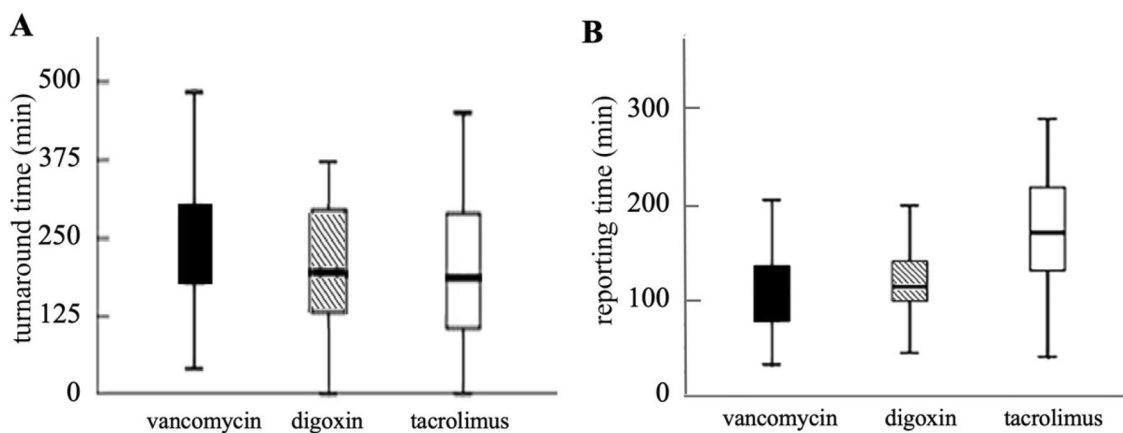 A
turnaround time (min)
500
375
250
125
0
vancomycin digoxin tacrolimus
B
reporting time (min)
300
200
100
0
vancomycin digoxin tacrolimus